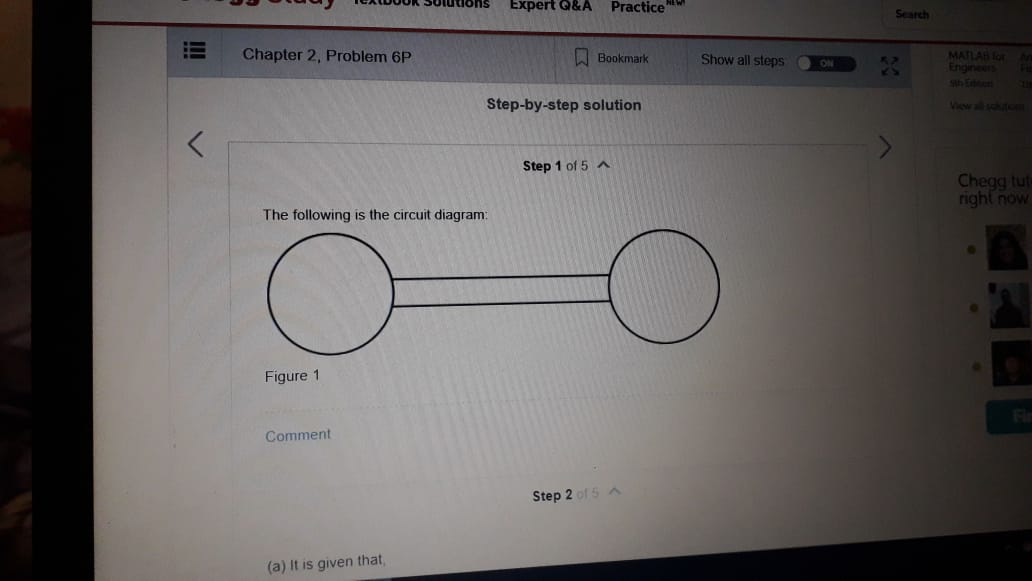 Textbook Solutions Expert Q&A Practice NEW!
Search
Chapter 2, Problem 6P
Bookmark
Show all steps
ON
MATLAB for
Engineers
5th Edition
View all solutions
Step-by-step solution
Step 1 of 5
The following is the circuit diagram:
Figure 1
Comment
Step 2 of 5
(a) It is given that,
Chegg tut
right now